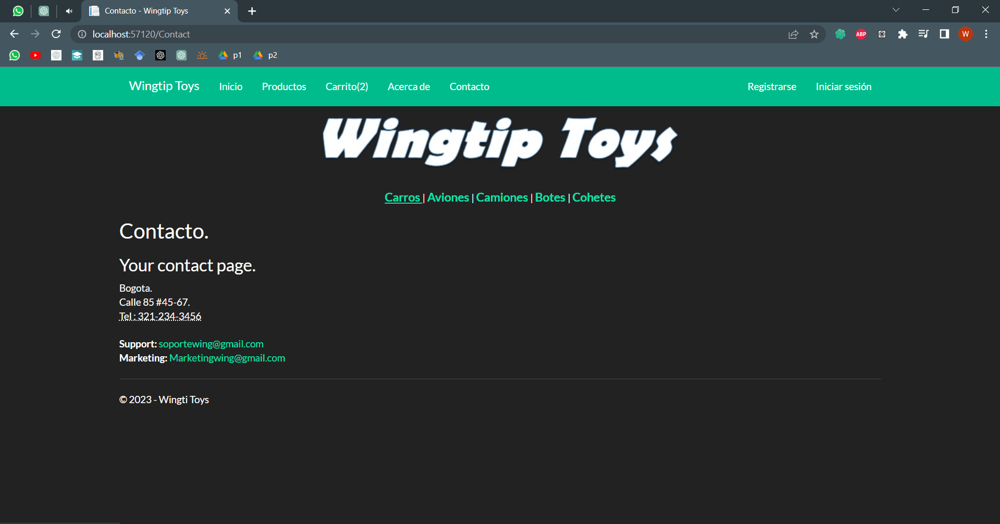 Contacto - Wingtip Toys
localhost:57120/Contact
ABP
W
p1
p2
Wingtip Toys
Inicio
Productos
Carrito(2)
Acerca de
Contacto
Registrarse
Iniciar sesión
Wingtip Toys
Carros | Aviones | Camiones | Botes | Cohetes
Contacto.
Your contact page.
Bogota.
Calle 85 #45-67.
Tel : 321-234-3456
Support: soportewing@gmail.com
Marketing: Marketingwing@gmail.com
© 2023 - Wingti Toys